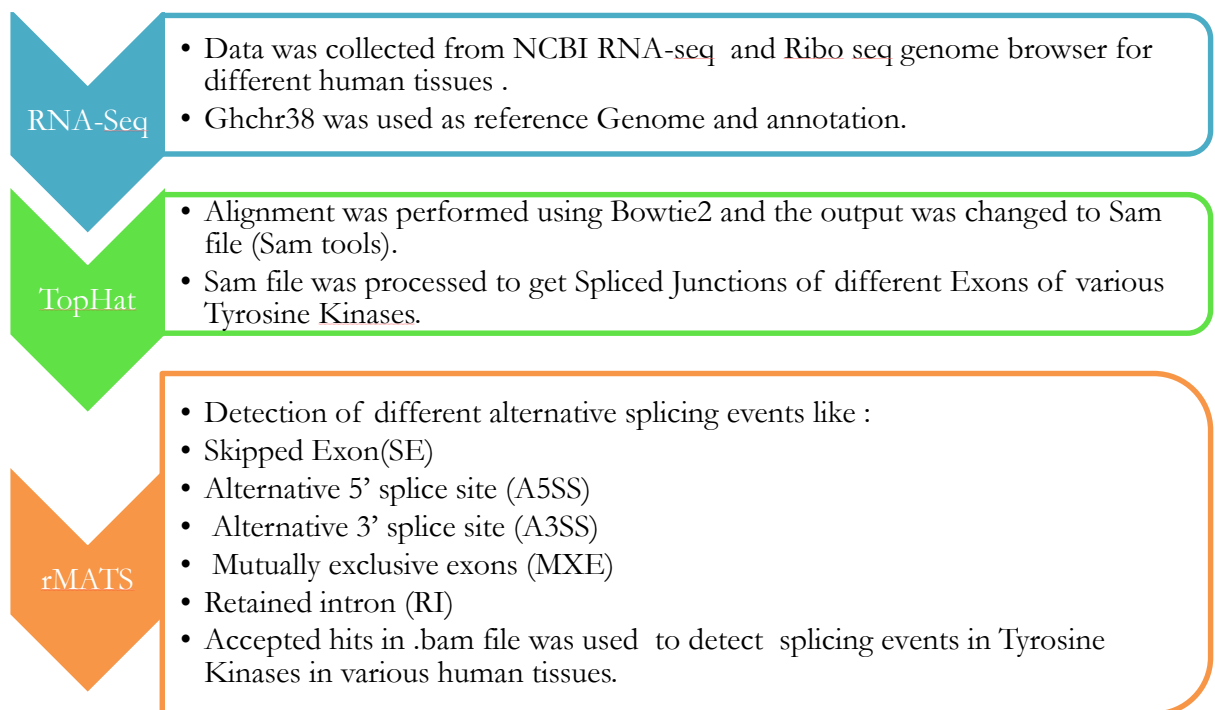 RNA-Seq
• Data was collected from NCBI RNA-seq and Ribo seq genome browser for
different human tissues .
• Ghchr38 was used as reference Genome and annotation.
TopHat
• Alignment was performed using Bowtie2 and the output was changed to Sam
file (Sam tools).
• Sam file was processed to get Spliced Junctions of different Exons of various
Tyrosine Kinases.
rMATS
• Detection of different alternative splicing events like :
• Skipped Exon(SE)
• Alternative 5’ splice site (A5SS)
• Alternative 3’ splice site (A3SS)
• Mutually exclusive exons (MXE)
• Retained intron (RI)
• Accepted hits in .bam file was used to detect splicing events in Tyrosine
Kinases in various human tissues.